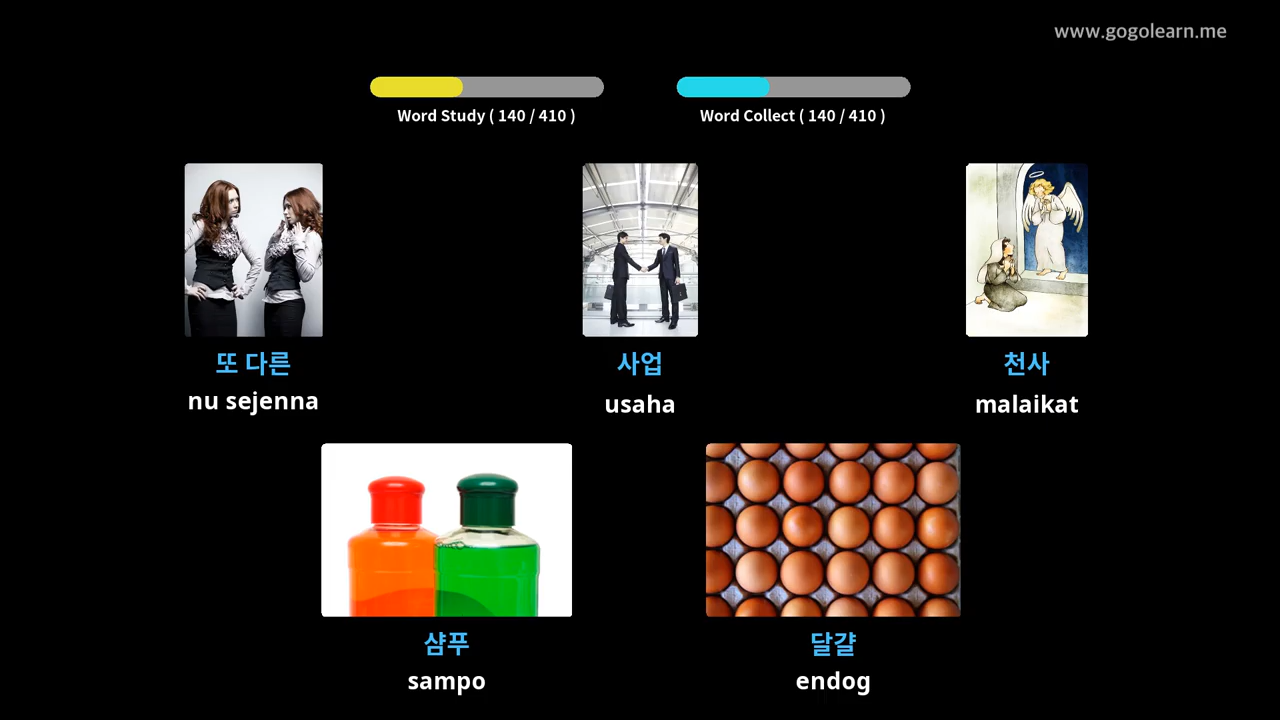 www.gogolearn.me
Word Study ( 140 / 410 )
Word Collect ( 140 / 410 )
또 다른
nu sejenna
사업
usaha
천사
malaikat
샴푸
sampo
달걀
endog